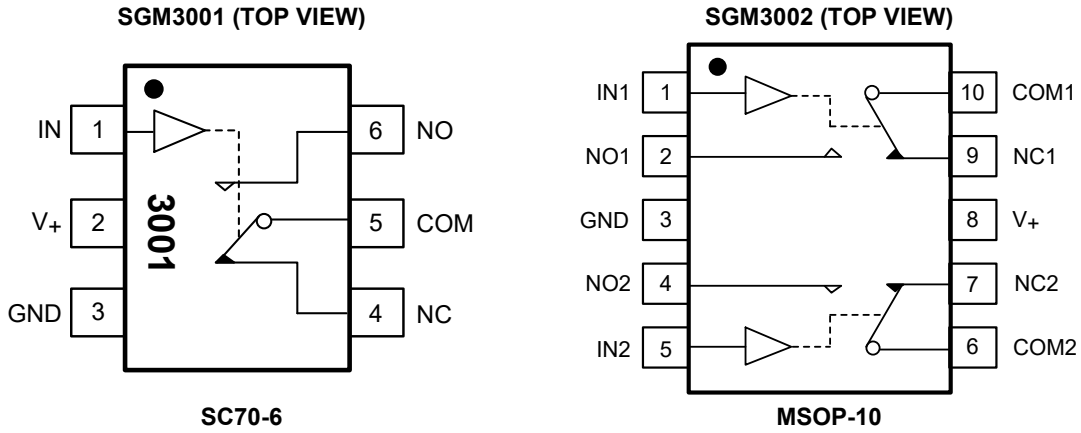 SGM3001 (TOP VIEW)
IN 1
V+ 2
GND 3
3001
6 NO
5 COM
4 NC
SC70-6
SGM3002 (TOP VIEW)
IN1 1
NO1 2
GND 3
NO2 4
IN2 5
10 COM1
9 NC1
8 V+
7 NC2
6 COM2
MSOP-10